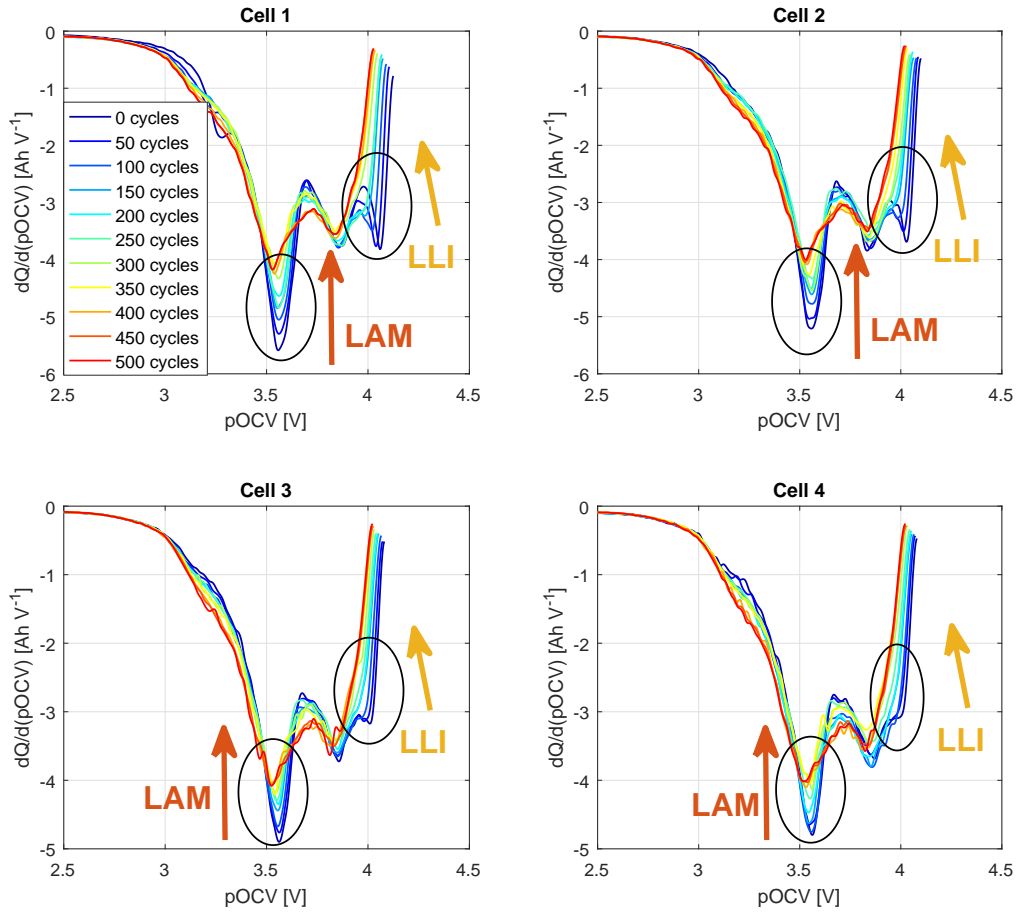 Cell 1
0
-1
-2
-3
-4
-5
-6
dQ/d(pOCV) [Ah V⁻¹]
0 cycles
50 cycles
100 cycles
150 cycles
200 cycles
250 cycles
300 cycles
350 cycles
400 cycles
450 cycles
500 cycles
LLI
LAM
2.5 3 3.5 4 4.5
pOCV [V]
Cell 2
0
-1
-2
-3
-4
-5
-6
dQ/d(pOCV) [Ah V⁻¹]
LLI
LAM
2.5 3 3.5 4 4.5
pOCV [V]
Cell 3
0
-1
-2
-3
-4
-5
dQ/d(pOCV) [Ah V⁻¹]
LLI
LAM
2.5 3 3.5 4 4.5
pOCV [V]
Cell 4
0
-1
-2
-3
-4
-5
dQ/d(pOCV) [Ah V⁻¹]
LLI
LAM
2.5 3 3.5 4 4.5
pOCV [V]